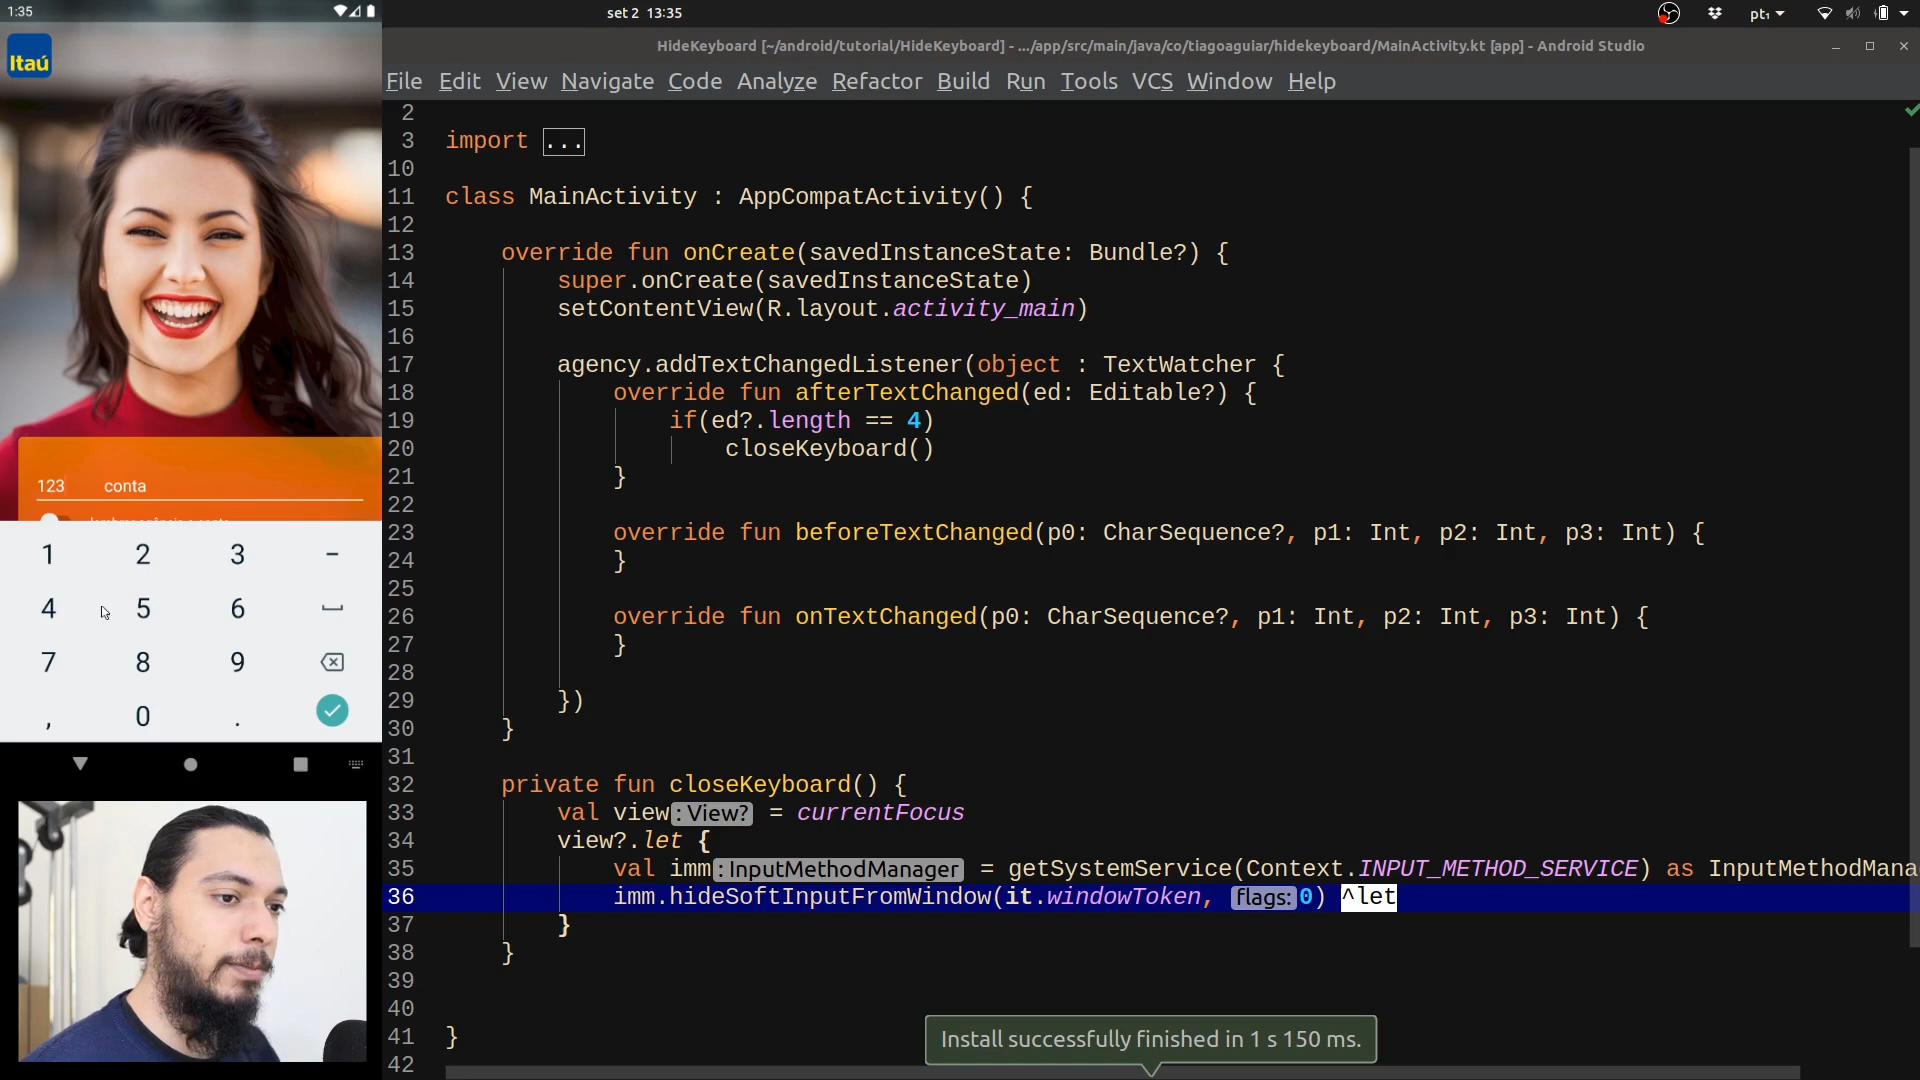 1:35
set 2 13:35
pt₁
HideKeyboard [~/android/tutorial/HideKeyboard] - .../app/src/main/java/co/tiagoaguiar/hidekeyboard/MainActivity.kt [app] - Android Studio
File Edit View Navigate Code Analyze Refactor Build Run Tools VCS Window Help
Itaú
123 conta
1 2 3 -
4 5 6
7 8 9
, 0 .
2
3 import ...
10
11 class MainActivity : AppCompatActivity() {
12
13 override fun onCreate(savedInstanceState: Bundle?) {
14 super.onCreate(savedInstanceState)
15 setContentView(R.layout.activity_main)
16
17 agency.addTextChangedListener(object : TextWatcher {
18 override fun afterTextChanged(ed: Editable?) {
19 if(ed?.length == 4)
20 closeKeyboard()
21 }
22
23 override fun beforeTextChanged(p0: CharSequence?, p1: Int, p2: Int, p3: Int) {
24 }
25
26 override fun onTextChanged(p0: CharSequence?, p1: Int, p2: Int, p3: Int) {
27 }
28
29 })
30 }
31
32 private fun closeKeyboard() {
33 val view : View? = currentFocus
34 view?.let {
35 val imm : InputMethodManager = getSystemService(Context.INPUT_METHOD_SERVICE) as InputMethodMana
36 imm.hideSoftInputFromWindow(it.windowToken, flags: 0) ^let
37 }
38 }
39
40
41 }
42
Install successfully finished in 1 s 150 ms.